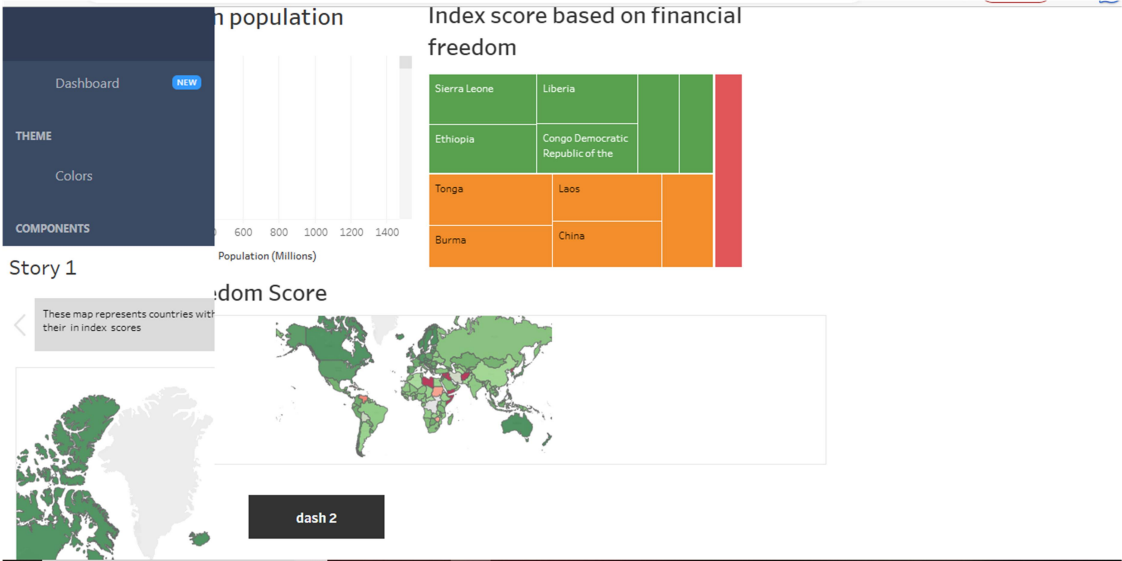 n population
Index score based on financial
freedom
Dashboard
NEW
THEME
Colors
COMPONENTS
600 800 1000 1200 1400
Population (Millions)
Sierra Leone
Liberia
Ethiopia
Congo Democratic
Republic of the
Tonga
Laos
Burma
China
Story 1
edom Score
These map represents countries with
their in index scores
dash 2